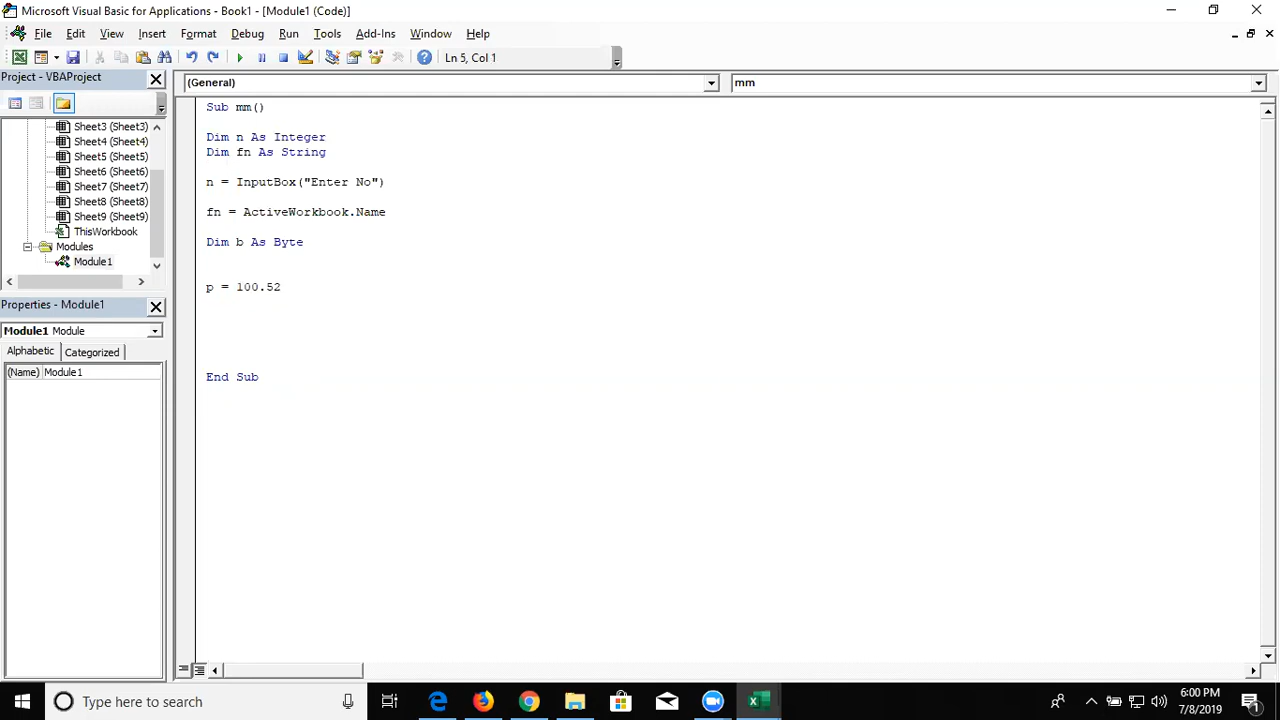 Microsoft Visual Basic for Applications - Book1 - [Module1 (Code)]
File Edit View Insert Format Debug Run Tools Add-Ins Window Help
Ln 5, Col 1
Project - VBAProject
(General)
mm
Sheet3 (Sheet3)
Sheet4 (Sheet4)
Sheet5 (Sheet5)
Sheet6 (Sheet6)
Sheet7 (Sheet7)
Sheet8 (Sheet8)
Sheet9 (Sheet9)
ThisWorkbook
Modules
Module1
Properties - Module1
Module1 Module
Alphabetic Categorized
(Name) Module1
Sub mm()
Dim n As Integer
Dim fn As String
n = InputBox("Enter No")
fn = ActiveWorkbook.Name
Dim b As Byte
p = 100.52
End Sub
Type here to search
6:00 PM
7/8/2019
1